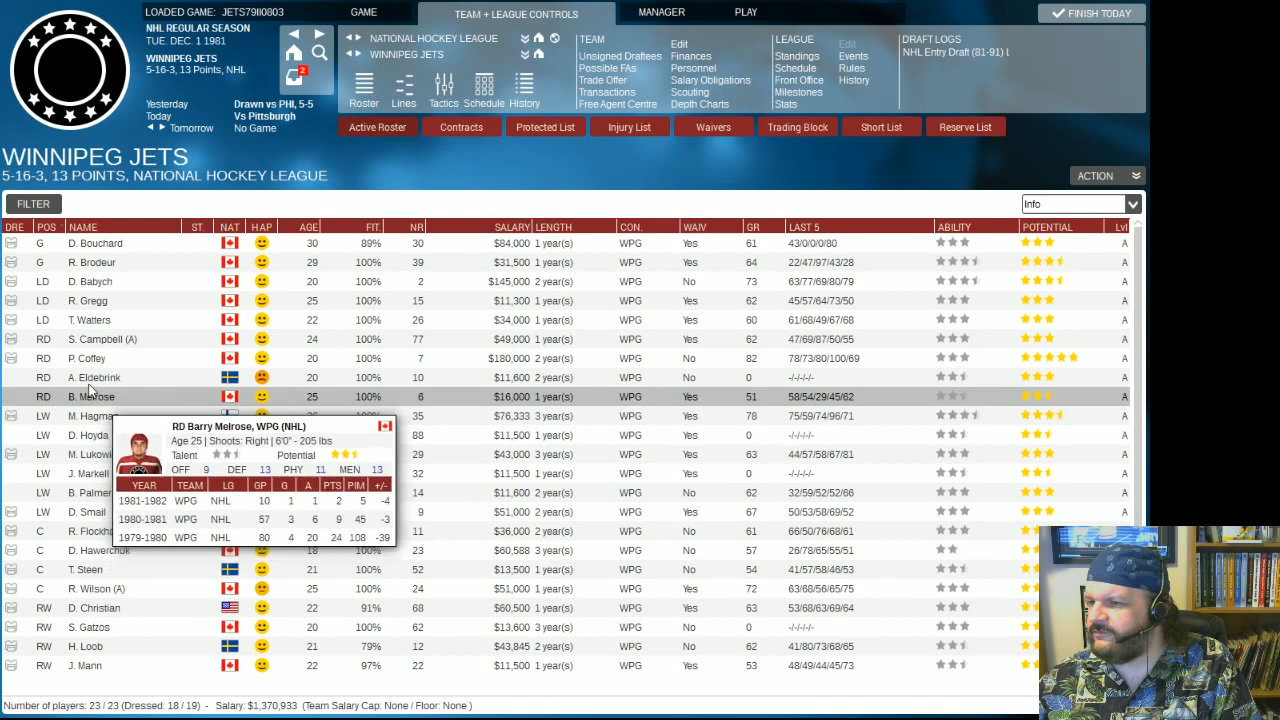 LOADED GAME: JETS79II0803
GAME
TEAM + LEAGUE CONTROLS
MANAGER
PLAY
FINISH TODAY
NHL REGULAR SEASON
TUE. DEC. 1 1981
WINNIPEG JETS
5-16-3, 13 POINTS, NHL
2
Yesterday Drawn vs PHI, 5-5
Today Vs Pittsburgh
Tomorrow No Game
NATIONAL HOCKEY LEAGUE
WINNIPEG JETS
Roster Lines Tactics Schedule History
TEAM
Unsigned Draftees
Possible FAs
Trade Offer
Transactions
Free Agent Centre
Edit
Finances
Personnel
Salary Obligations
Scouting
Depth Charts
LEAGUE
Standings
Schedule
Front Office
Milestones
Stats
Edit
Events
Rules
History
DRAFT LOGS
NHL Entry Draft (81-91) l
Active Roster Contracts Protected List Injury List Waivers Trading Block Short List Reserve List
WINNIPEG JETS
5-16-3, 13 POINTS, NATIONAL HOCKEY LEAGUE
ACTION
FILTER
Info
DRE POS NAME ST. NAT HAP AGE FIT. NR SALARY LENGTH CON. WAIV GR LAST 5 ABILITY POTENTIAL Lvl
G D. Bouchard 30 89% 30 $84,000 1 year(s) WPG Yes 61 43/0/0/0/80 A
G R. Brodeur 29 100% 39 $31,500 1 year(s) WPG Yes 64 22/47/97/43/28 A
LD D. Babych 20 100% 2 $145,000 2 year(s) WPG No 73 63/77/69/80/79 A
LD R. Gregg 25 100% 15 $11,300 1 year(s) WPG Yes 62 45/57/64/73/50 A
LD T. Watters 22 100% 26 $34,000 1 year(s) WPG Yes 60 61/68/49/67/68 A
RD S. Campbell (A) 24 100% 77 $49,000 1 year(s) WPG Yes 62 47/69/87/50/55 A
RD P. Coffey 20 100% 7 $180,000 2 year(s) WPG No 82 78/73/80/100/69 A
RD A. Eldebrink 20 100% 10 $11,600 2 year(s) WPG No 0 -/-/-/-/- A
RD B. Melrose 25 100% 6 $16,000 1 year(s) WPG Yes 51 58/54/29/45/62 A
LW M. Hagman 35 $76,333 3 year(s) WPG Yes 78 75/59/74/96/71 A
LW D. Hoyda 88 $11,500 1 year(s) WPG Yes 0 -/-/-/-/- A
LW M. Lukowi 29 $43,000 3 year(s) WPG Yes 63 44/57/58/67/81 A
LW J. Markell 32 $11,500 1 year(s) WPG Yes 0 -/-/-/-/- A
LW B. Palmer 14 $11,600 2 year(s) WPG No 62 32/59/52/52/66 A
LW D. Smail 9 $51,000 2 year(s) WPG Yes 67 50/53/69/58/52 A
C R. Flockh 11 $36,000 2 year(s) WPG No 61 66/50/76/68/61
C D. Hawerchuk 18 100% 23 $60,588 3 year(s) WPG No 57 26/78/65/55/51
C T. Steen 21 100% 52 $13,500 1 year(s) WPG No 54 41/57/58/46/53
C R. Wilson (A) 25 100% 24 $51,000 1 year(s) WPG Yes 72 63/68/56/65/75
RW D. Christian 22 91% 68 $60,500 1 year(s) WPG Yes 63 53/68/63/69/64
RW S. Gatzos 20 100% 62 $13,600 3 year(s) WPG No 0 -/-/-/-/-
RW H. Loob 21 79% 12 $43,845 2 year(s) WPG No 62 41/80/73/68/65
RW J. Mann 22 97% 22 $11,500 1 year(s) WPG Yes 53 48/49/44/45/73
RD Barry Melrose, WPG (NHL)
Age 25 | Shoots: Right | 6'0" - 205 lbs
Talent Potential
OFF 9 DEF 13 PHY 11 MEN 13
YEAR TEAM LG GP G A PTS PIM +/-
1981-1982 WPG NHL 10 1 1 2 5 -4
1980-1981 WPG NHL 57 3 6 9 45 -3
1979-1980 WPG NHL 80 4 20 24 108 -39
Number of players: 23 / 23 (Dressed: 18 / 19) - Salary: $1,370,933 (Team Salary Cap: None / Floor: None )